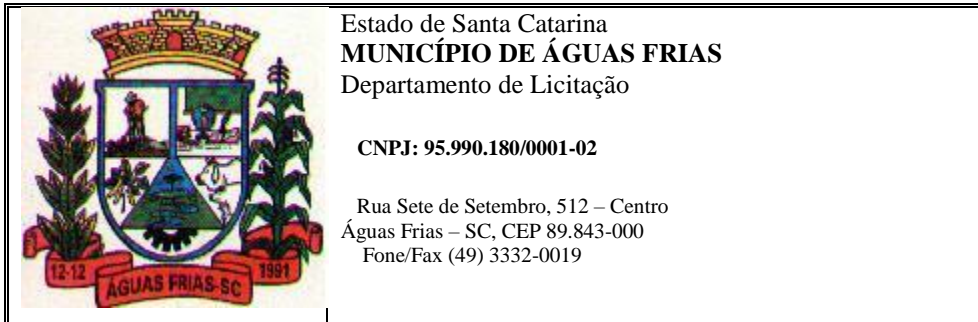 Estado de Santa Catarina
MUNICÍPIO DE ÁGUAS FRIAS
Departamento de Licitação
CNPJ: 95.990.180/0001-02
Rua Sete de Setembro, 512 – Centro
Águas Frias – SC, CEP 89.843-000
Fone/Fax (49) 3332-0019
12-12
ÁGUAS FRIAS-SC
1991